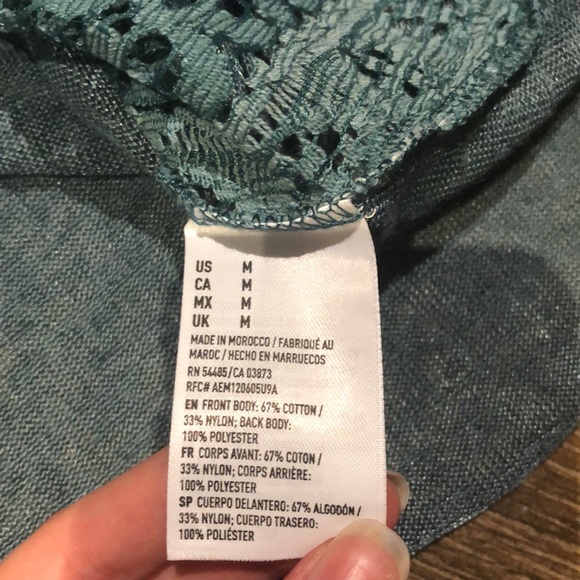 US M
CA M
MX M
UK M
MADE IN MOROCCO / FABRIQUÉ AU
MAROC / HECHO EN MARRUECOS
RN 54485/CA 03873
RFC# AEM120605U9A
EN FRONT BODY: 67% COTTON /
33% NYLON; BACK BODY:
100% POLYESTER
FR CORPS AVANT: 67% COTON /
33% NYLON; CORPS ARRIÈRE:
100% POLYESTER
SP CUERPO DELANTERO: 67% ALGODÓN /
33% NYLON; CUERPO TRASERO:
100% POLIÉSTER